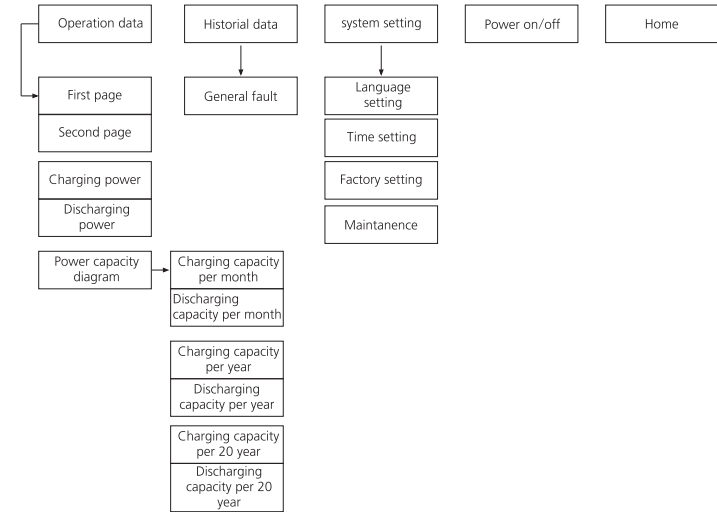 Operation data
Historial data
system setting
Power on/off
Home
First page
Second page
General fault
Language
setting
Time setting
Factory setting
Maintanence
Charging power
Discharging
power
Power capacity
diagram
Charging capacity
per month
Discharging
capacity per month
Charging capacity
per year
Discharging
capacity per year
Charging capacity
per 20 year
Discharging
capacity per 20
year